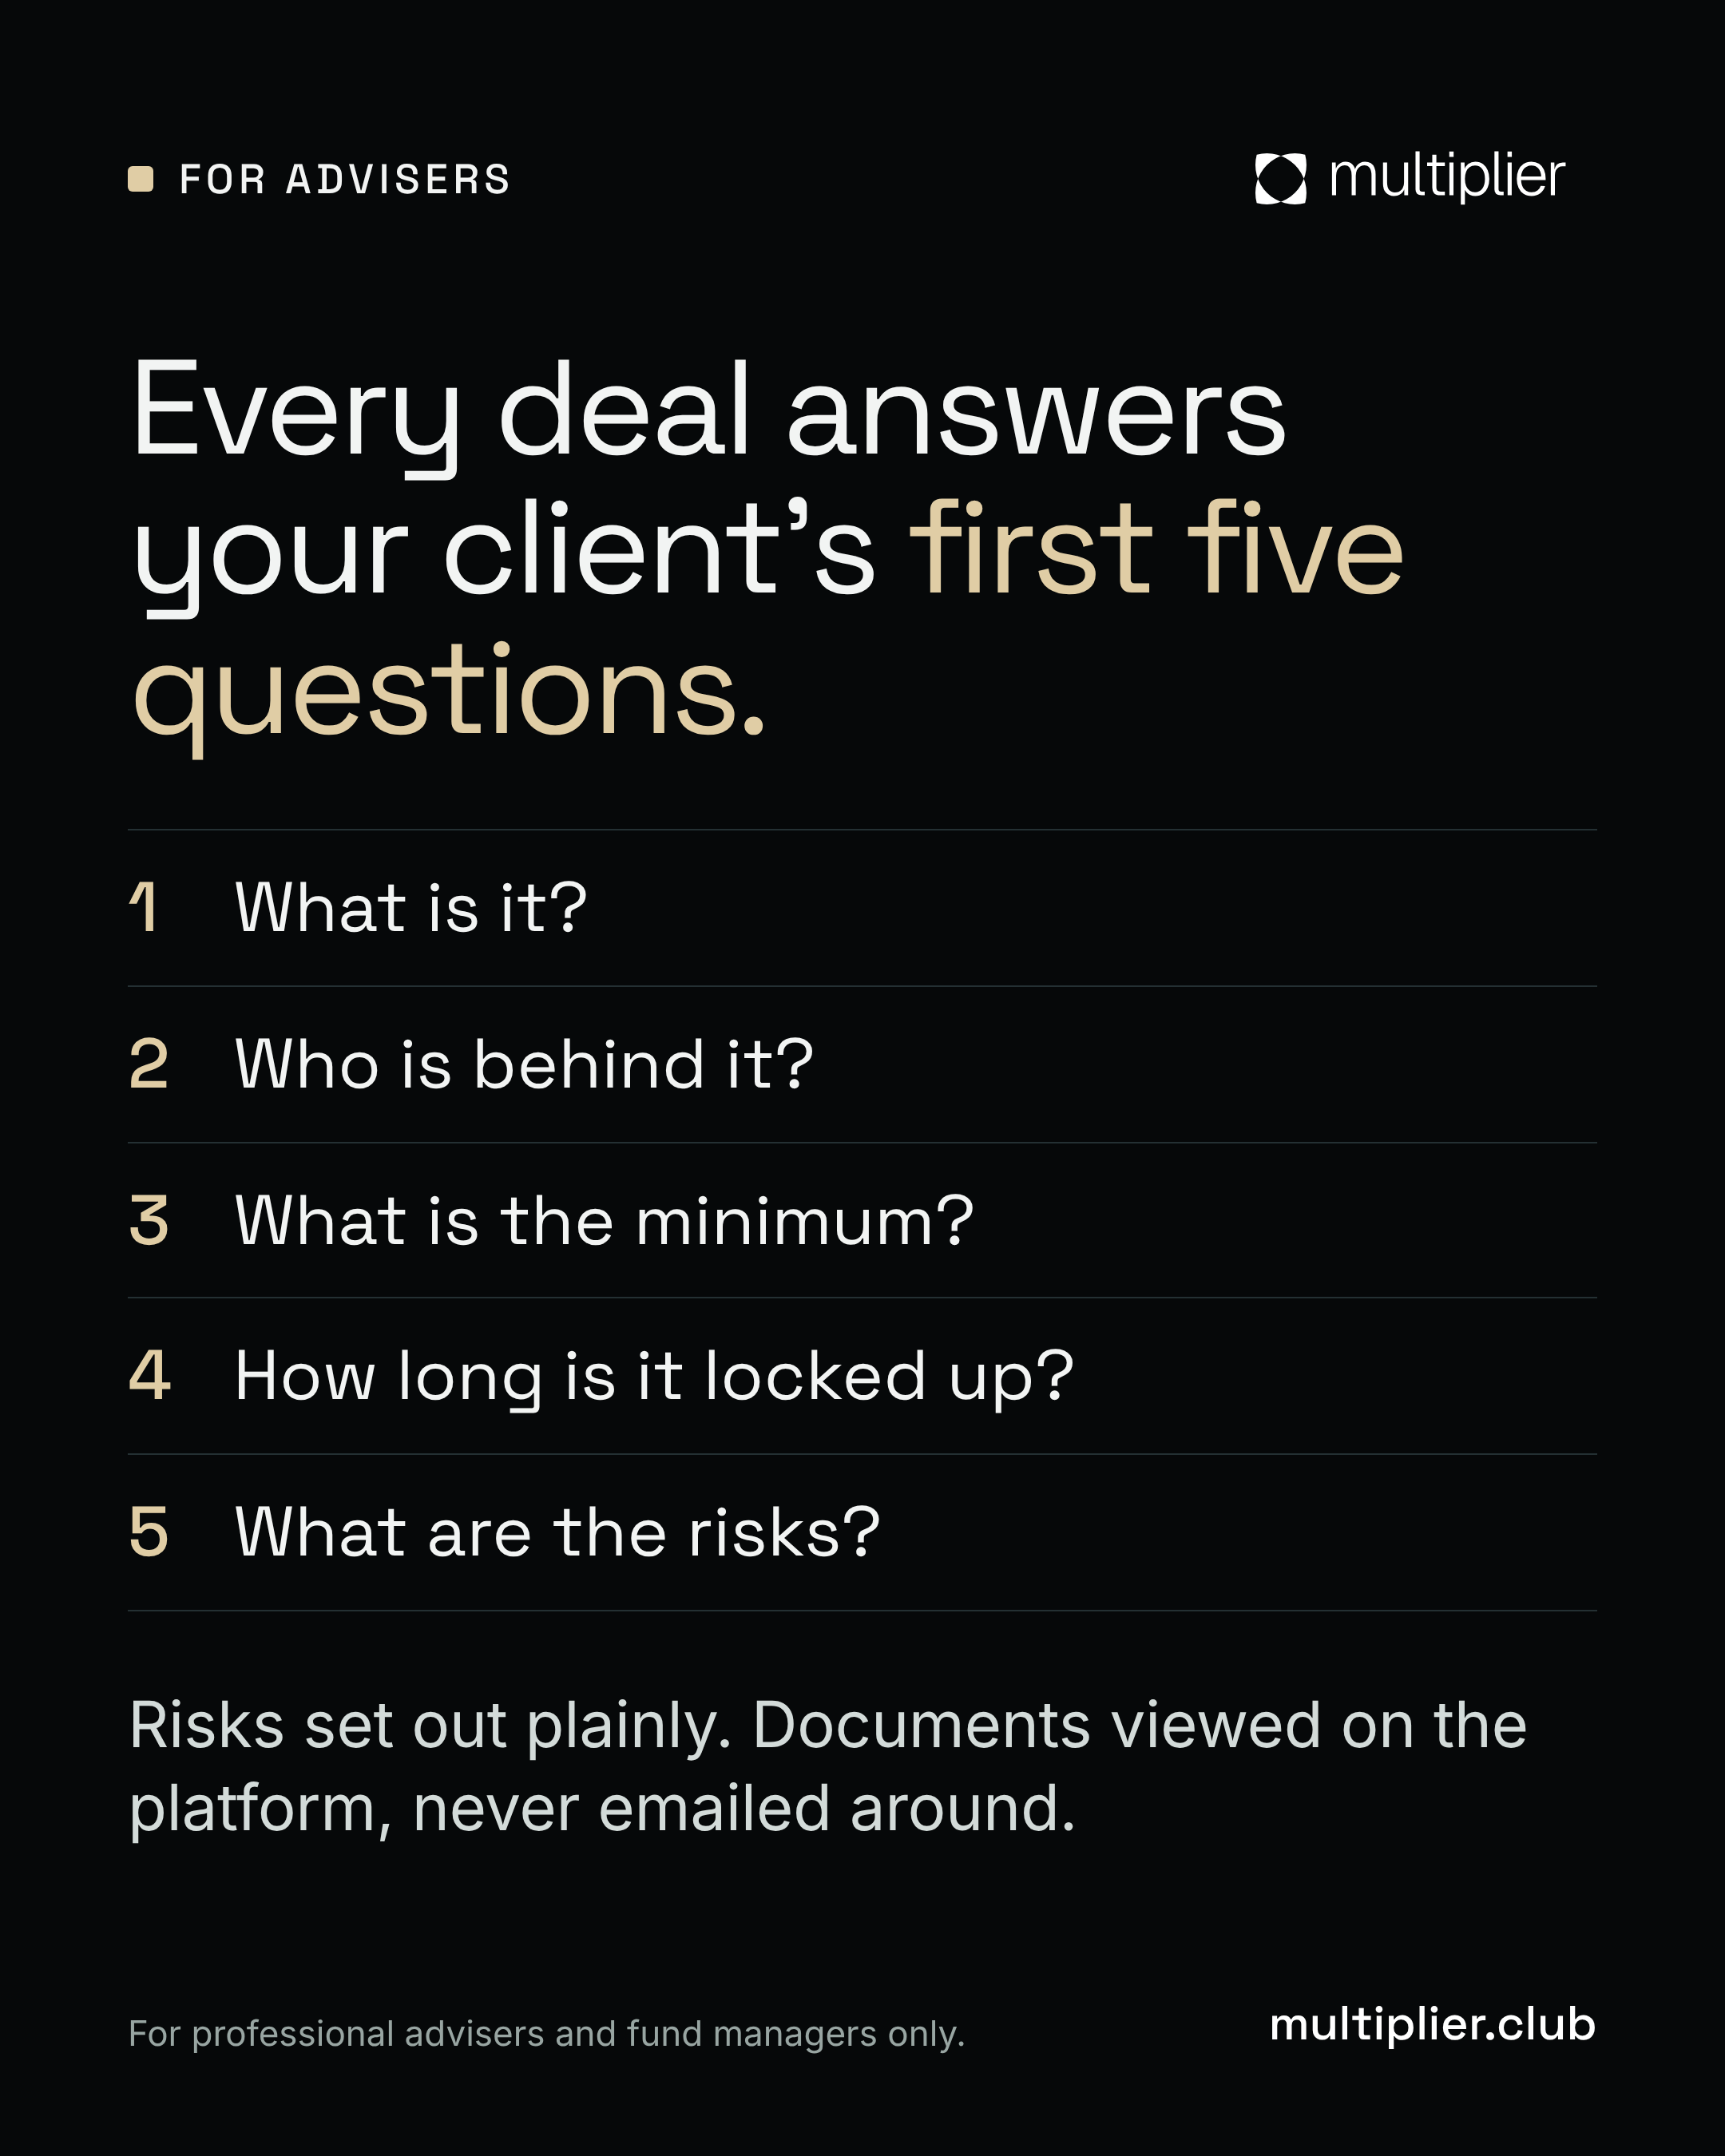 FOR ADVISERS
multiplier
Every deal answers
your client’s first five
questions.
1 What is it?
2 Who is behind it?
3 What is the minimum?
4 How long is it locked up?
5 What are the risks?
Risks set out plainly. Documents viewed on the
platform, never emailed around.
For professional advisers and fund managers only.
multiplier.club